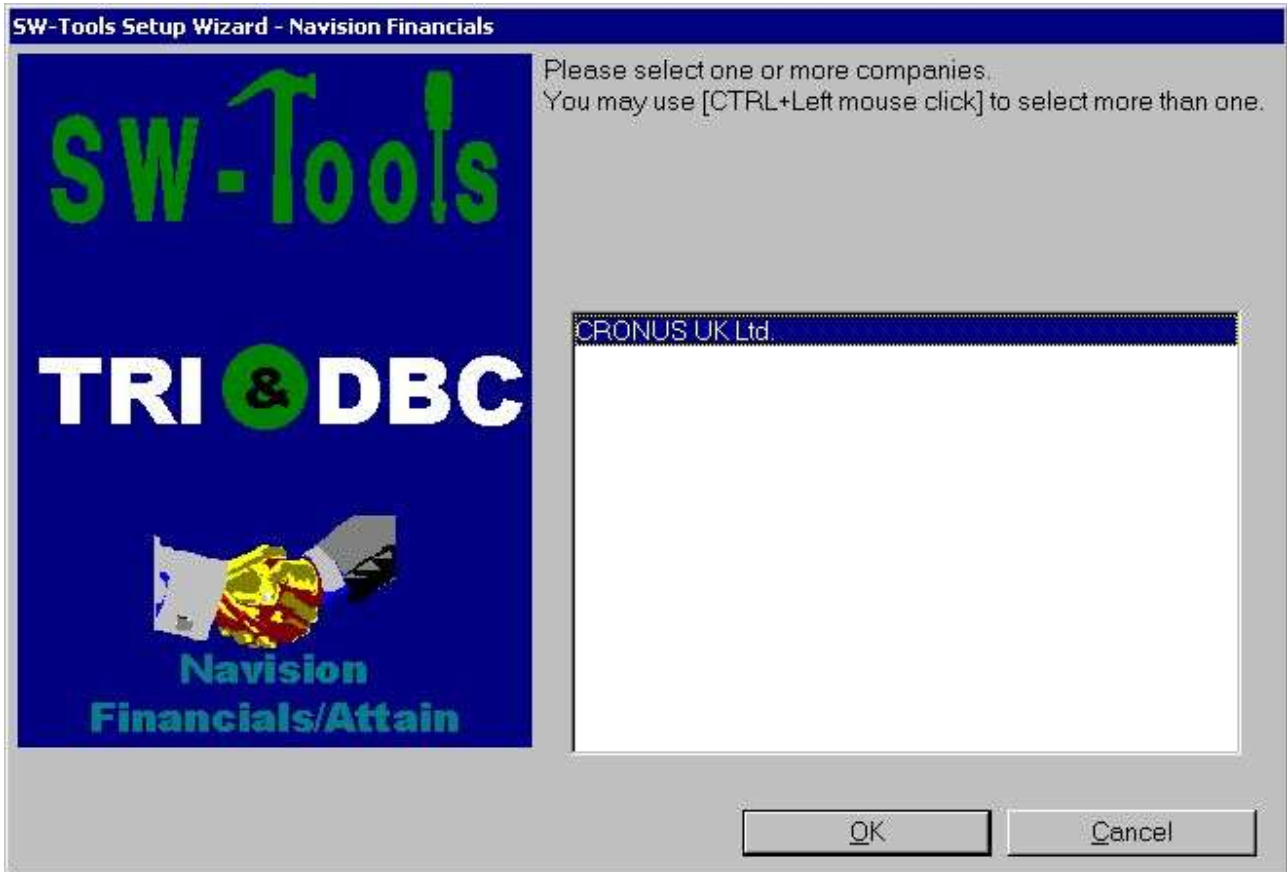 SW-Tools Setup Wizard - Navision Financials
SW-Tools
TRI & DBC
Navision
Financials/Attain
Please select one or more companies.
You may use [CTRL+Left mouse click] to select more than one.
CRONUS UK Ltd.
OK
Cancel